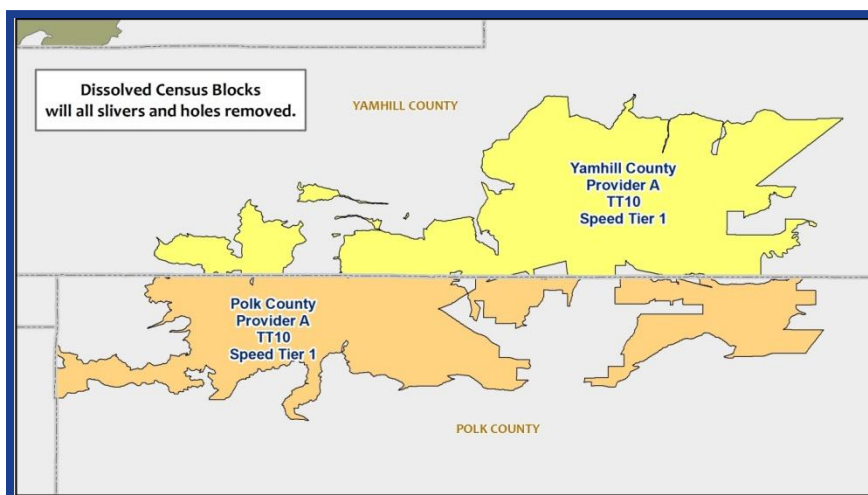 Dissolved Census Blocks
will all slivers and holes removed.
YAMHILL COUNTY
Yamhill County
Provider A
TT10
Speed Tier 1
Polk County
Provider A
TT10
Speed Tier 1
POLK COUNTY